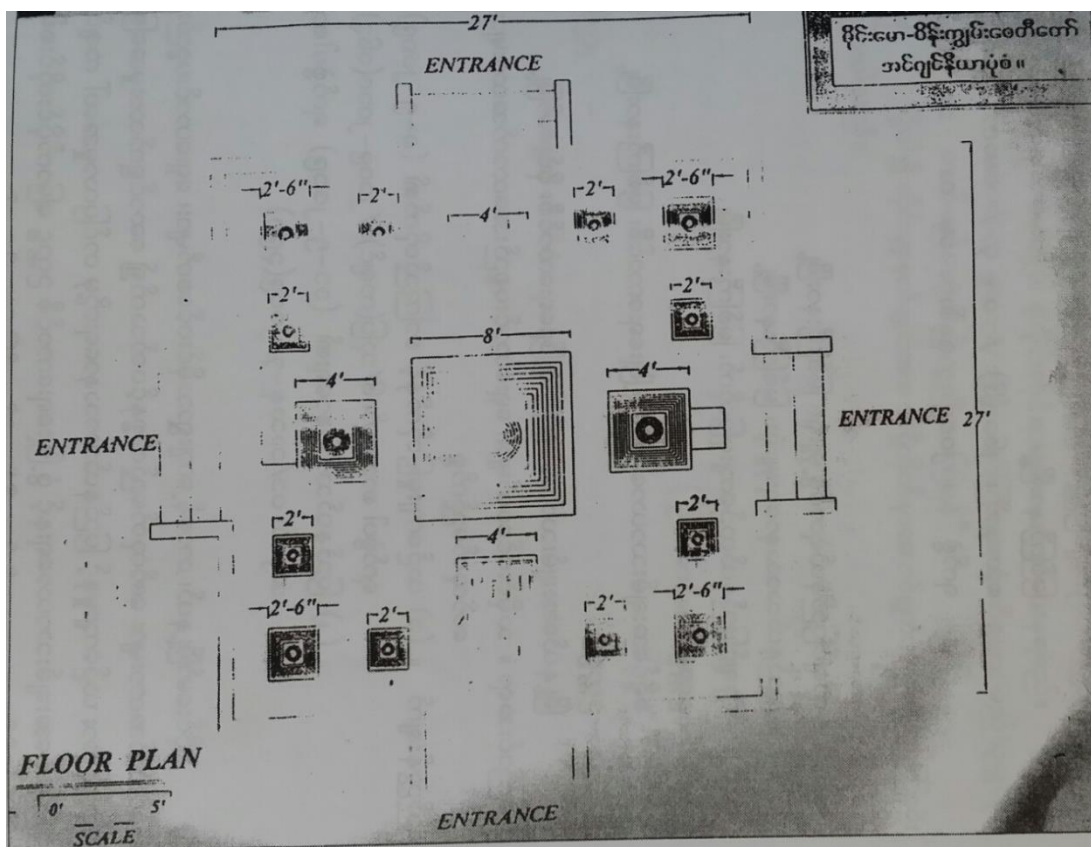 27'
မိုင်းမော-ဝိန်းကျွမ်းစေတီတော်
အင်ဂျင်နီယာပုံစံ။
ENTRANCE
2'-6" 2' 4' 2' 2'-6"
2' 2'
8'
4' 4'
ENTRANCE ENTRANCE 27'
2' 4' 2'
2'-6" 2' 2' 2'-6"
FLOOR PLAN
0' 5'
SCALE
ENTRANCE